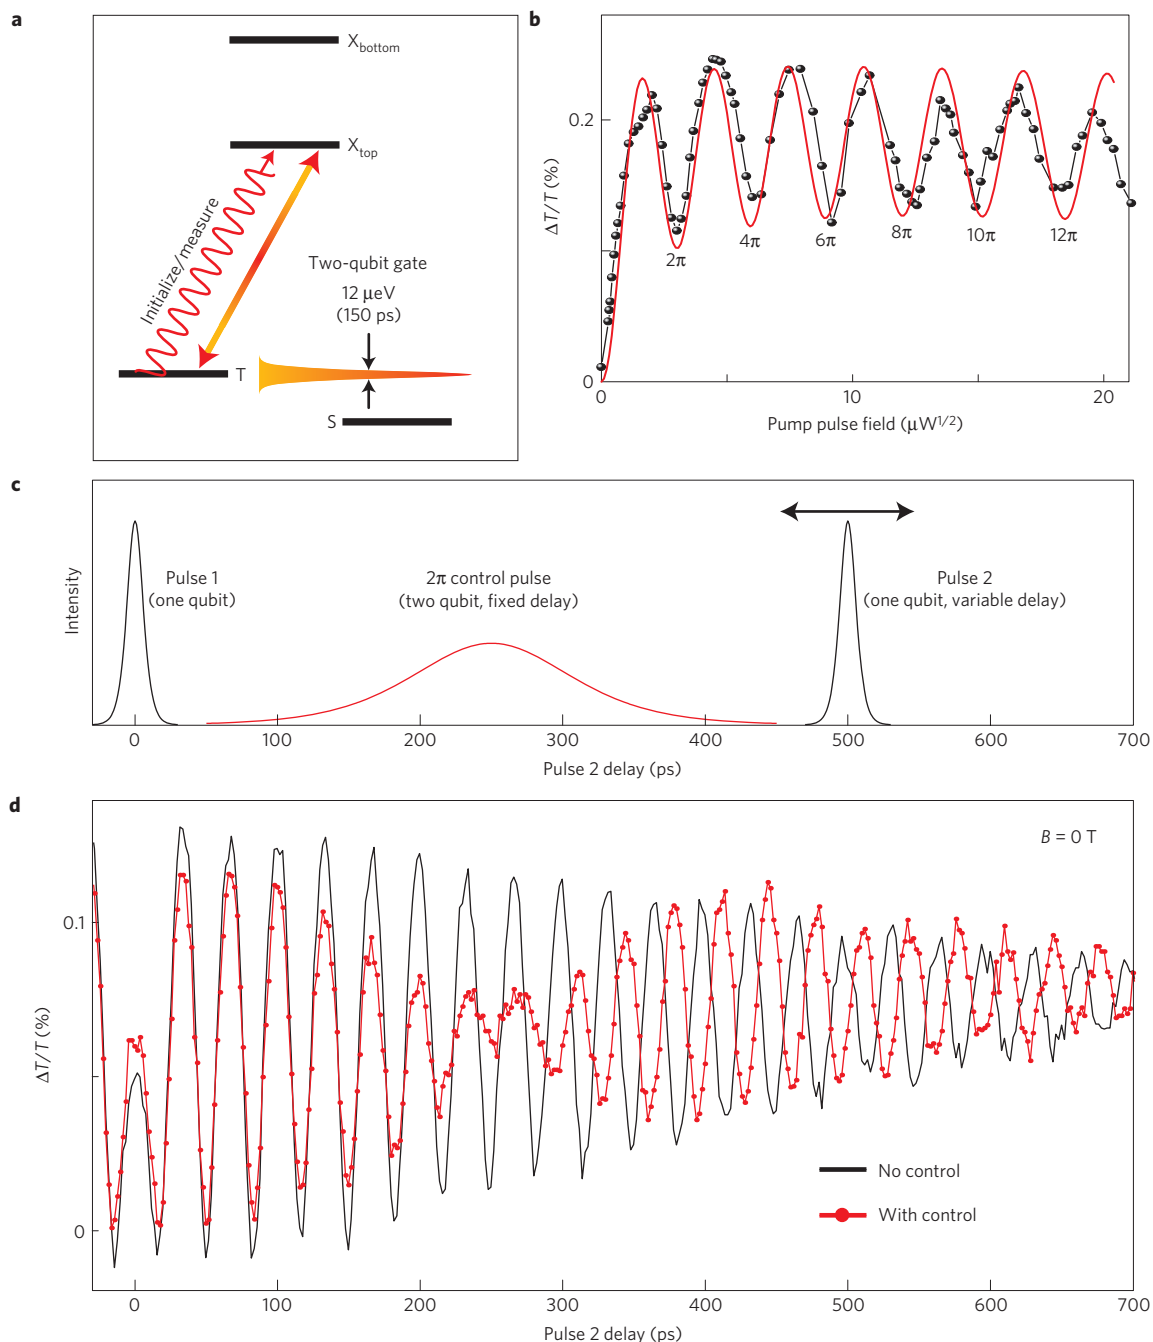 a
X_bottom
X_top
Initialize/measure
Two-qubit gate
12 μeV
(150 ps)
T
S
b
ΔT/T (%)
0.2
0
2π
4π
6π
8π
10π
12π
0
10
20
Pump pulse field (μW^1/2)
c
Intensity
Pulse 1
(one qubit)
2π control pulse
(two qubit, fixed delay)
Pulse 2
(one qubit, variable delay)
0
100
200
300
400
500
600
700
Pulse 2 delay (ps)
d
B = 0 T
ΔT/T (%)
0.1
0
No control
With control
0
100
200
300
400
500
600
700
Pulse 2 delay (ps)